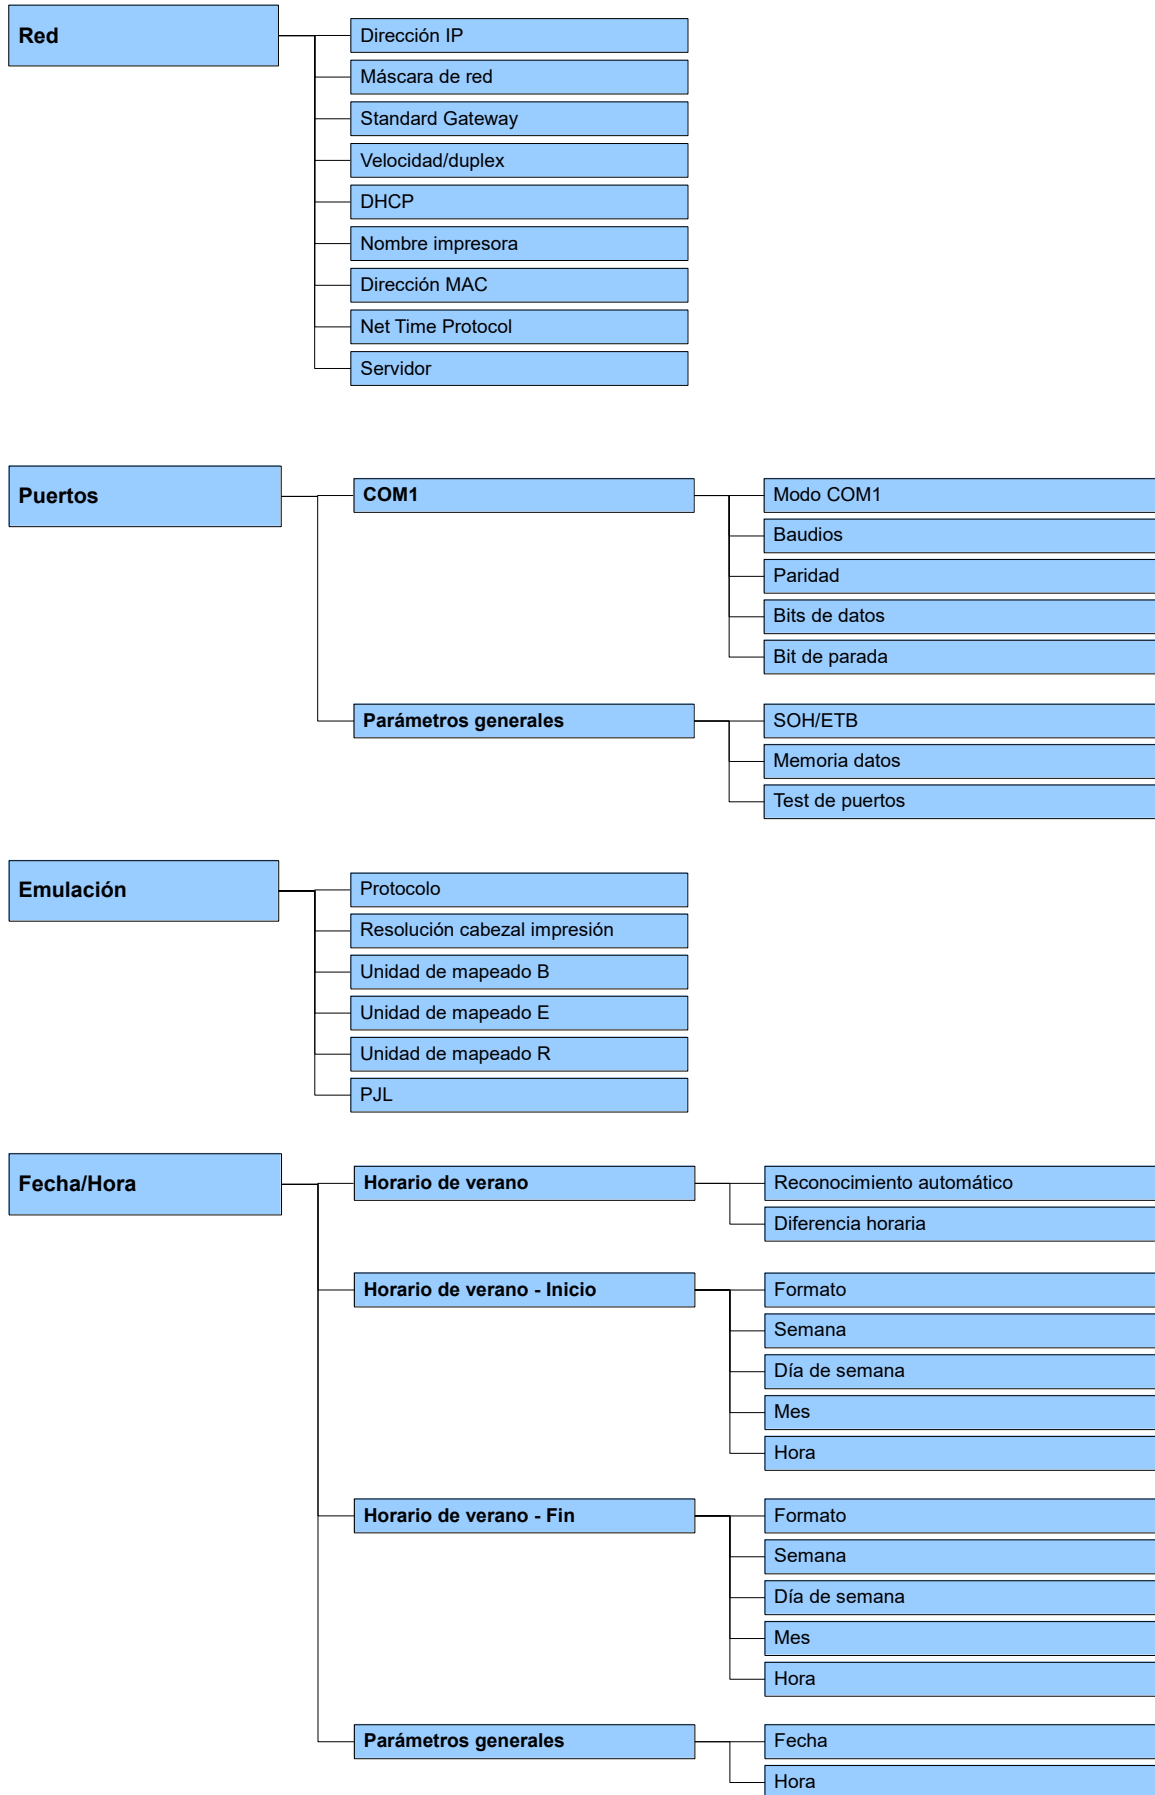 Red
Dirección IP
Máscara de red
Standard Gateway
Velocidad/duplex
DHCP
Nombre impresora
Dirección MAC
Net Time Protocol
Servidor
Puertos
COM1
Modo COM1
Baudios
Paridad
Bits de datos
Bit de parada
Parámetros generales
SOH/ETB
Memoria datos
Test de puertos
Emulación
Protocolo
Resolución cabezal impresión
Unidad de mapeado B
Unidad de mapeado E
Unidad de mapeado R
PJL
Fecha/Hora
Horario de verano
Reconocimiento automático
Diferencia horaria
Horario de verano - Inicio
Formato
Semana
Día de semana
Mes
Hora
Horario de verano - Fin
Formato
Semana
Día de semana
Mes
Hora
Parámetros generales
Fecha
Hora